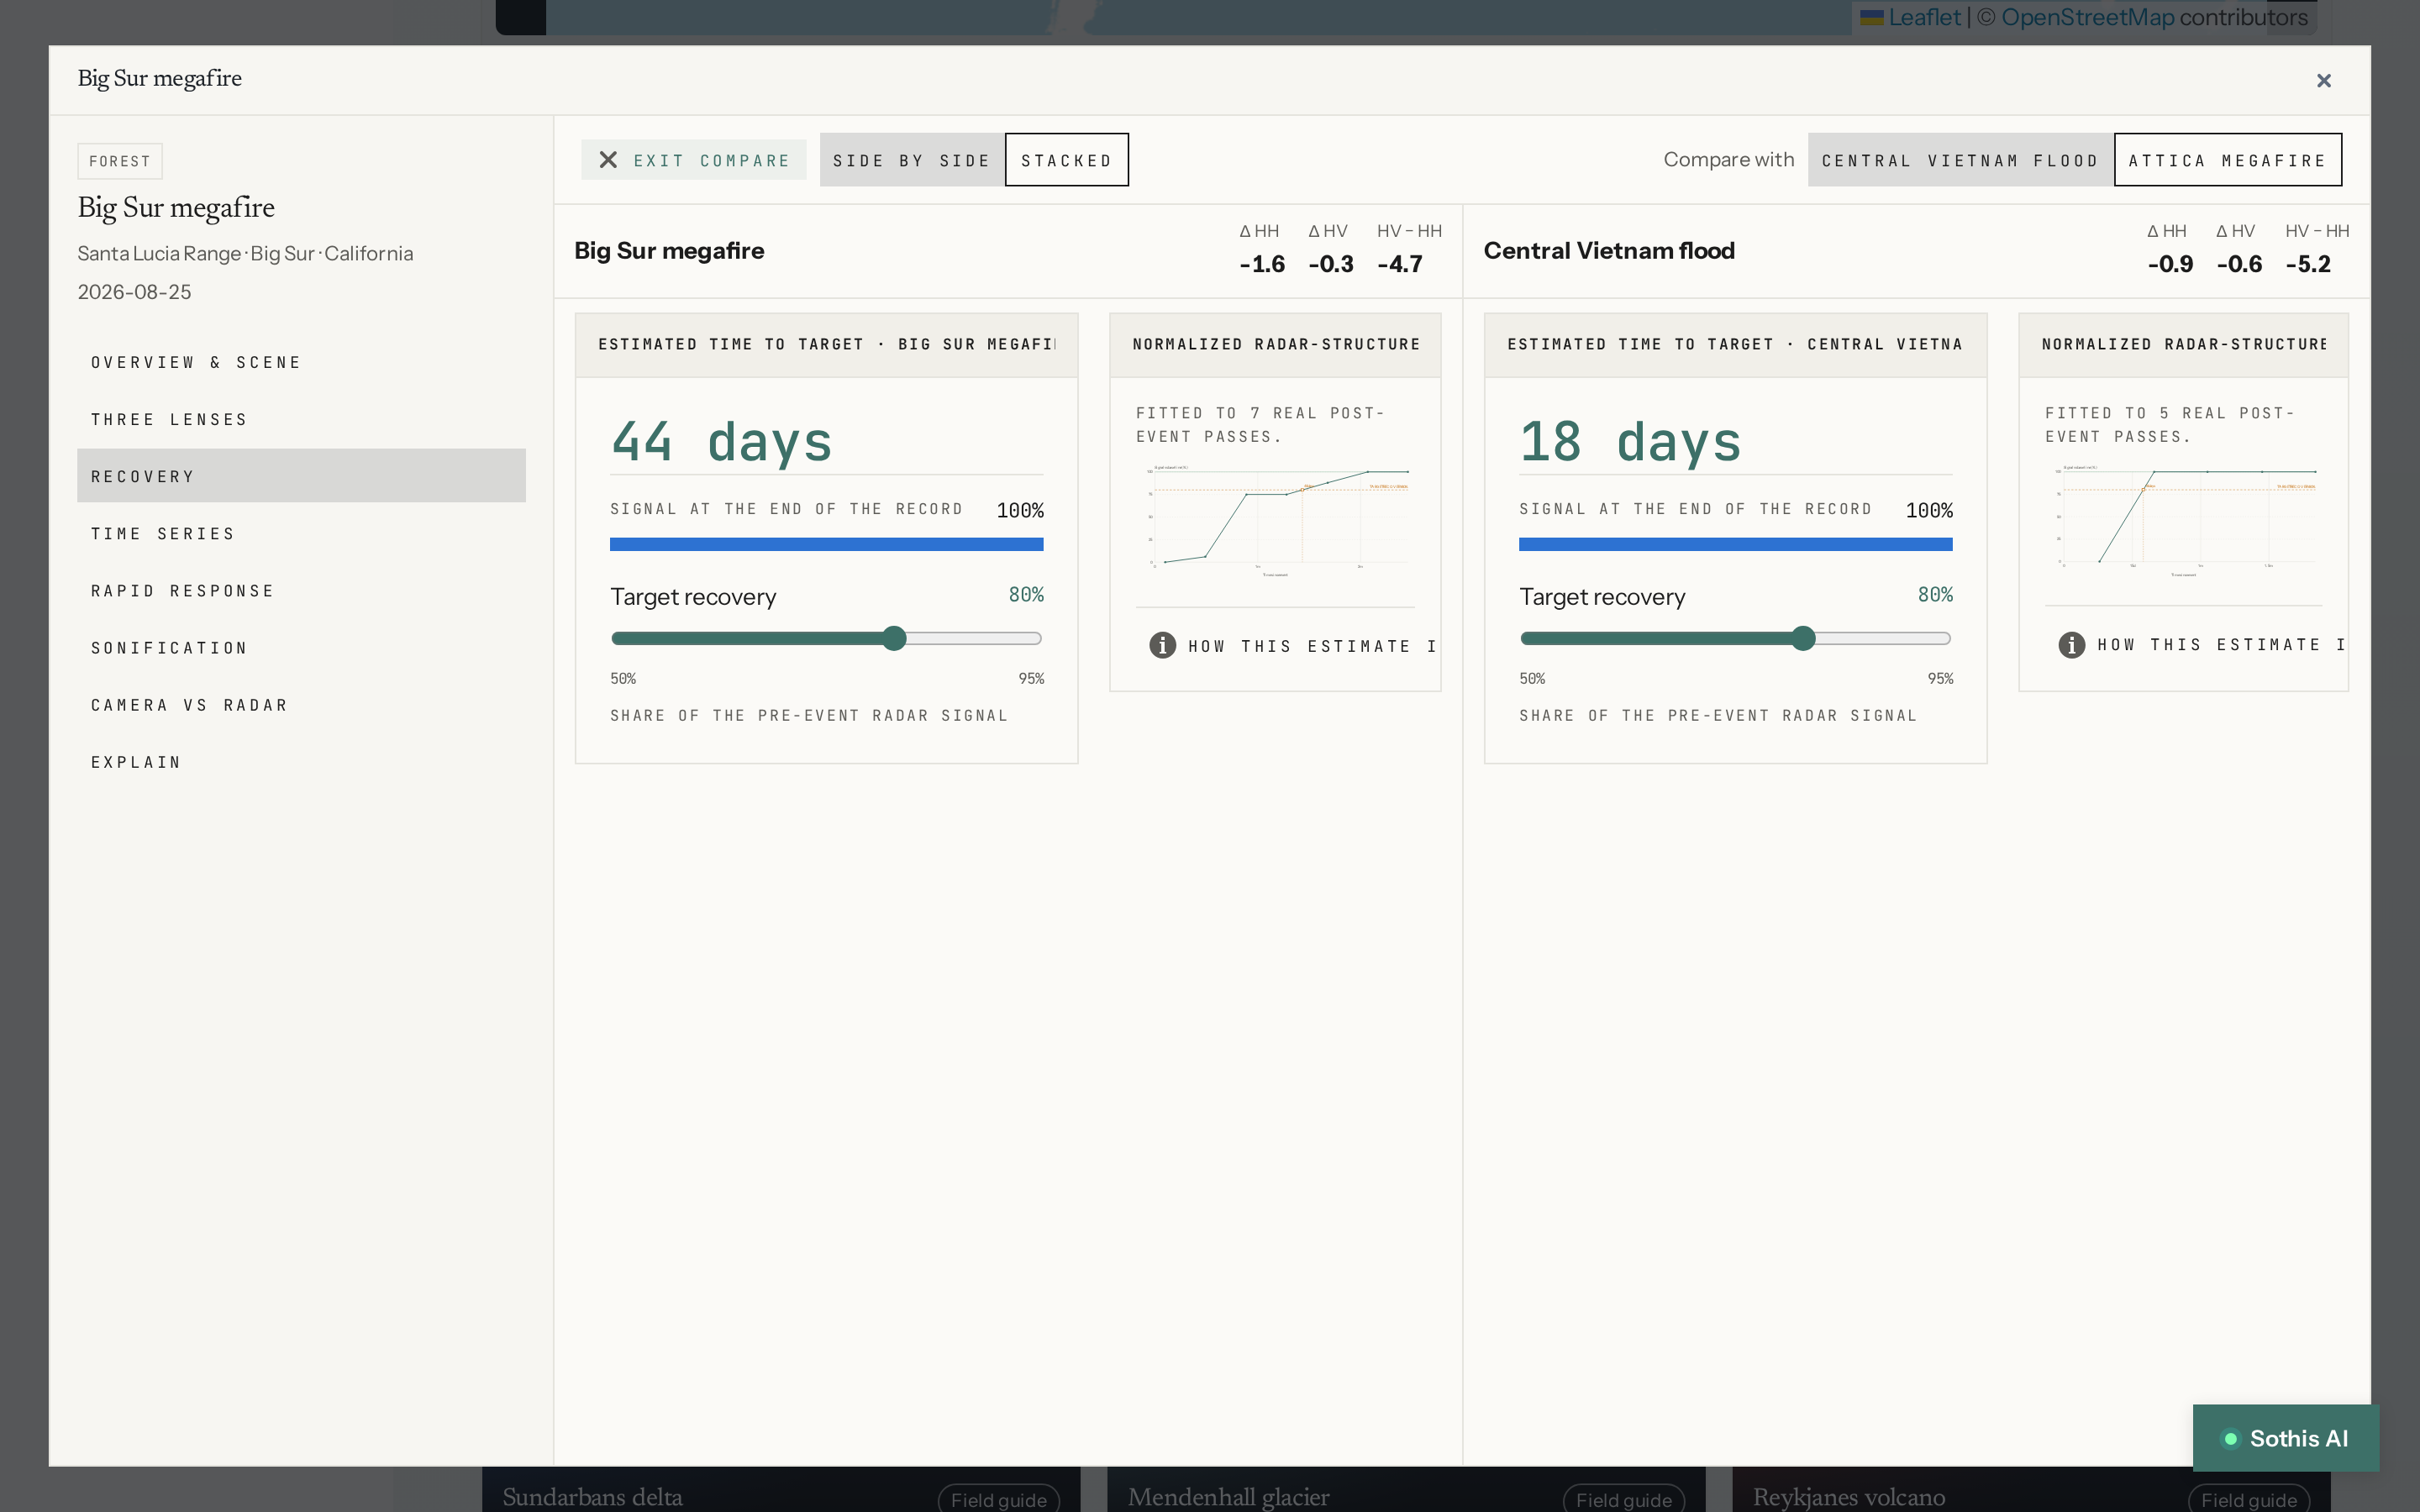 Leaflet | © OpenStreetMap contributors
Big Sur megafire
FOREST
Big Sur megafire
Santa Lucia Range · Big Sur · California
2026-08-25
OVERVIEW & SCENE
THREE LENSES
RECOVERY
TIME SERIES
RAPID RESPONSE
SONIFICATION
CAMERA VS RADAR
EXPLAIN
EXIT COMPARE
SIDE BY SIDE
STACKED
Compare with
CENTRAL VIETNAM FLOOD
ATTICA MEGAFIRE
Big Sur megafire
Δ HH Δ HV HV − HH
-1.6 -0.3 -4.7
ESTIMATED TIME TO TARGET · BIG SUR MEGAFI
44 days
SIGNAL AT THE END OF THE RECORD 100%
Target recovery 80%
50% 95%
SHARE OF THE PRE-EVENT RADAR SIGNAL
NORMALIZED RADAR-STRUCTURE
FITTED TO 7 REAL POST-
EVENT PASSES.
HOW THIS ESTIMATE I
Central Vietnam flood
Δ HH Δ HV HV − HH
-0.9 -0.6 -5.2
ESTIMATED TIME TO TARGET · CENTRAL VIETNA
18 days
SIGNAL AT THE END OF THE RECORD 100%
Target recovery 80%
50% 95%
SHARE OF THE PRE-EVENT RADAR SIGNAL
NORMALIZED RADAR-STRUCTURE
FITTED TO 5 REAL POST-
EVENT PASSES.
HOW THIS ESTIMATE I
Sothis AI
Sundarbans delta
Field guide
Mendenhall glacier
Field guide
Reykjanes volcano
Field guide